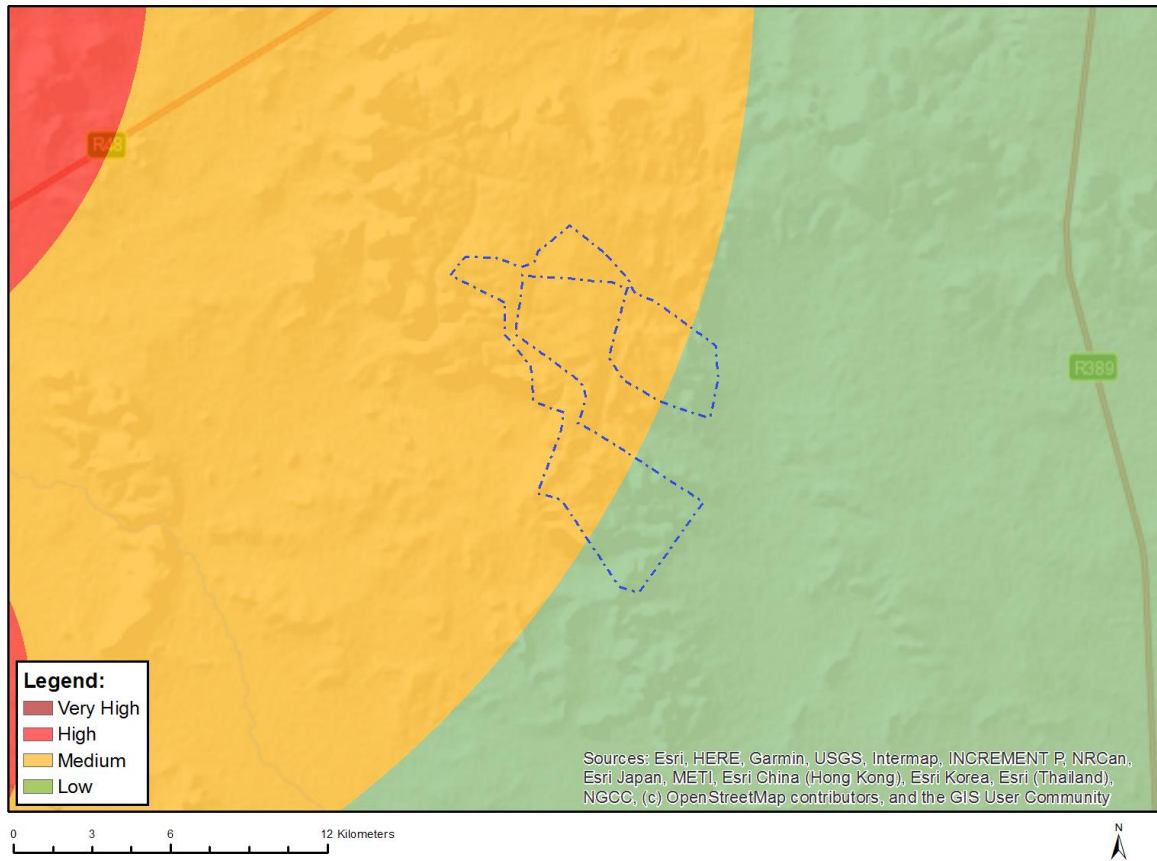 R48
R389
Legend:
Very High
High
Medium
Low
Sources: Esri, HERE, Garmin, USGS, Intermap, INCREMENT P, NRCan,
Esri Japan, METI, Esri China (Hong Kong), Esri Korea, Esri (Thailand),
NGCC, (c) OpenStreetMap contributors, and the GIS User Community
0 3 6 12 Kilometers
N